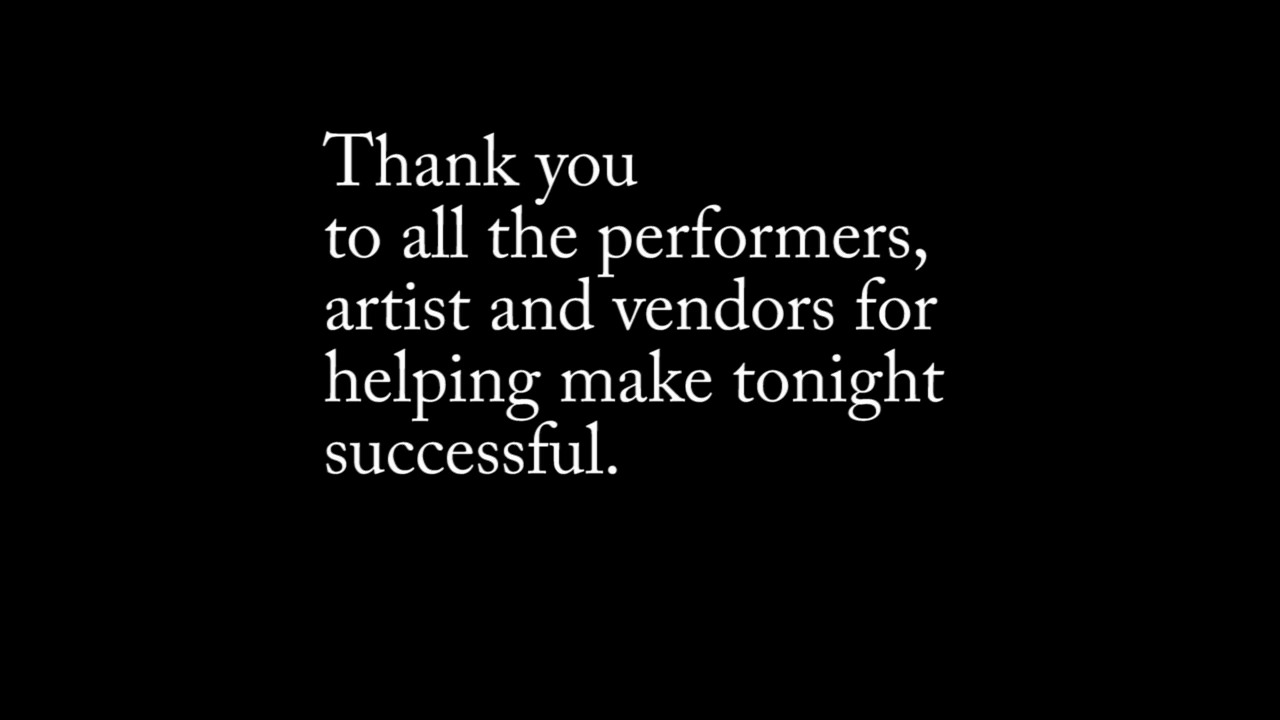 Thank you
to all the performers,
artist and vendors for
helping make tonight
successful.